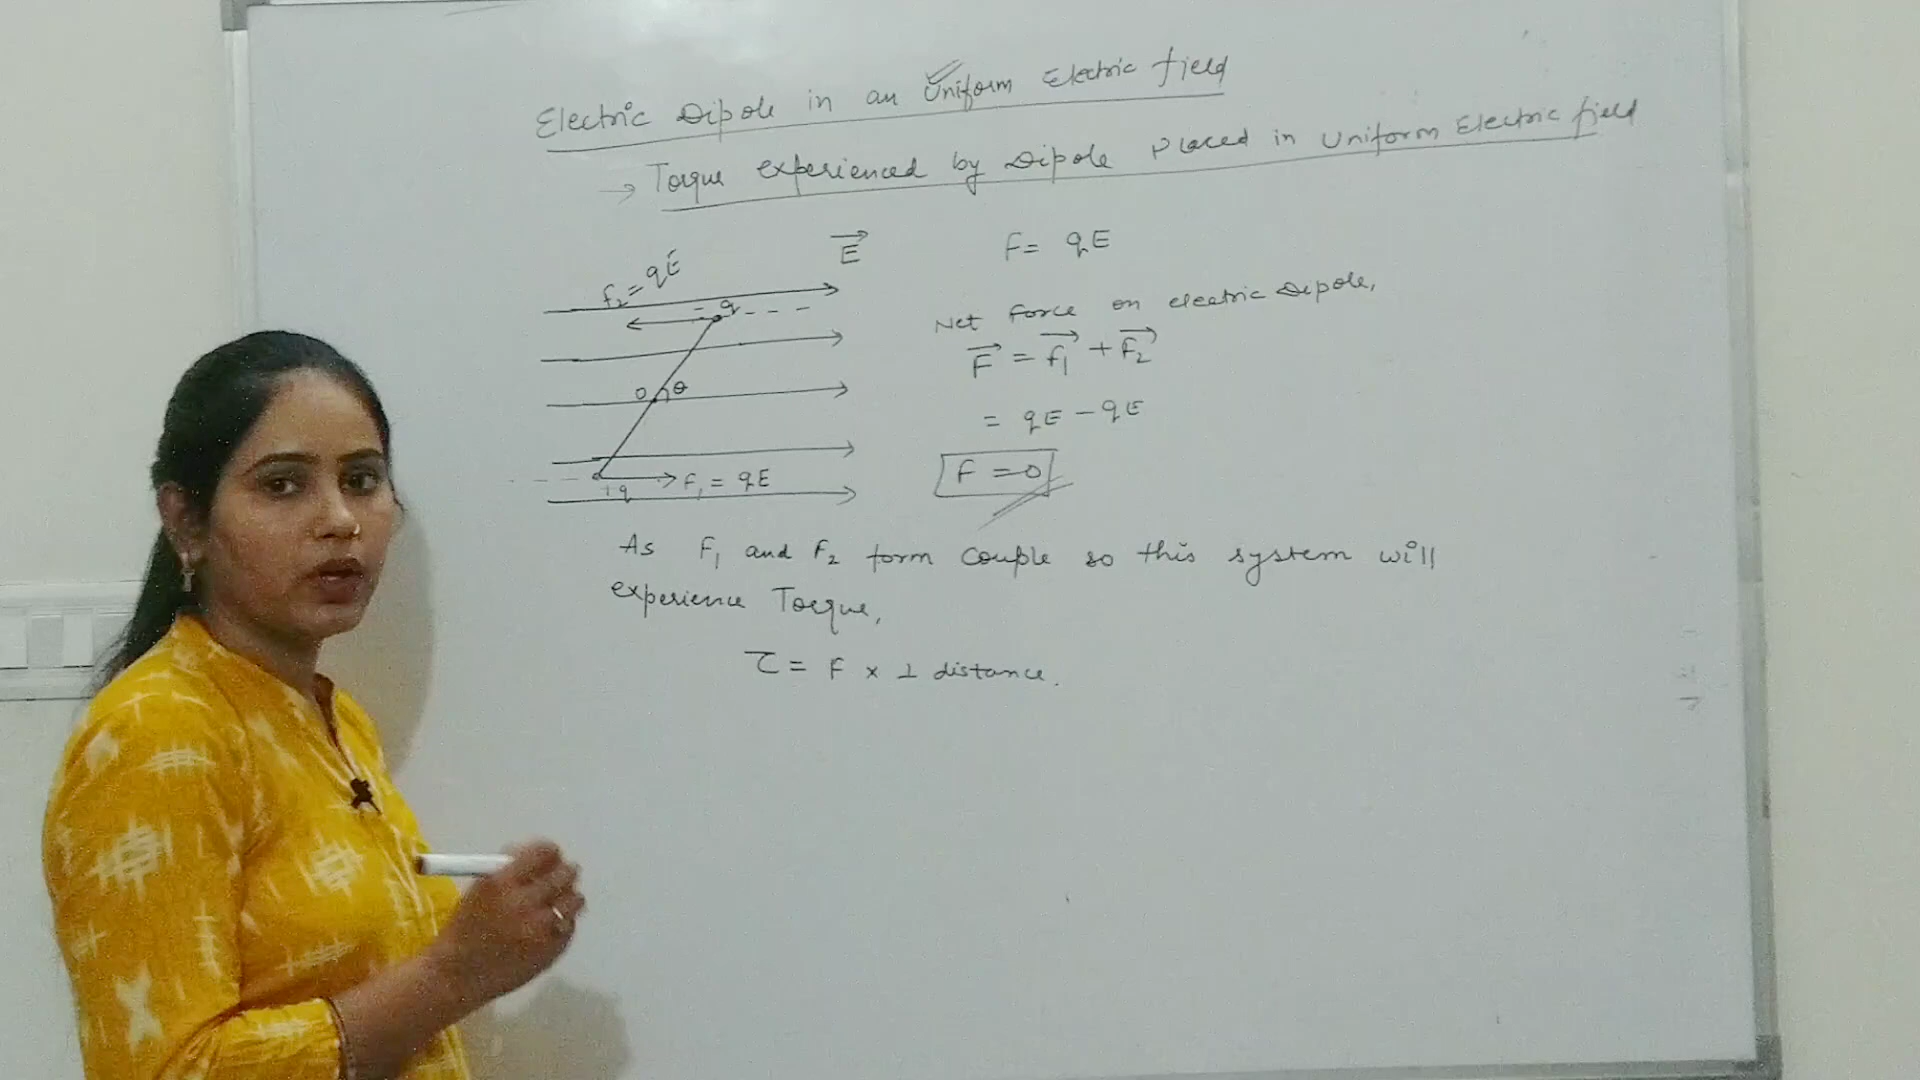 Electric Dipole in an Uniform Electric field
→ Torque experienced by Dipole Placed in Uniform Electric field
E⃗
F = qE
F₂ = qE
-q
Net force on electric Dipole,
F⃗ = F₁⃗ + F₂⃗
O θ
= qE - qE
F = 0
+q F₁ = qE
As F₁ and F₂ form couple so this system will
experience Torque,
τ = F × ⊥ distance.